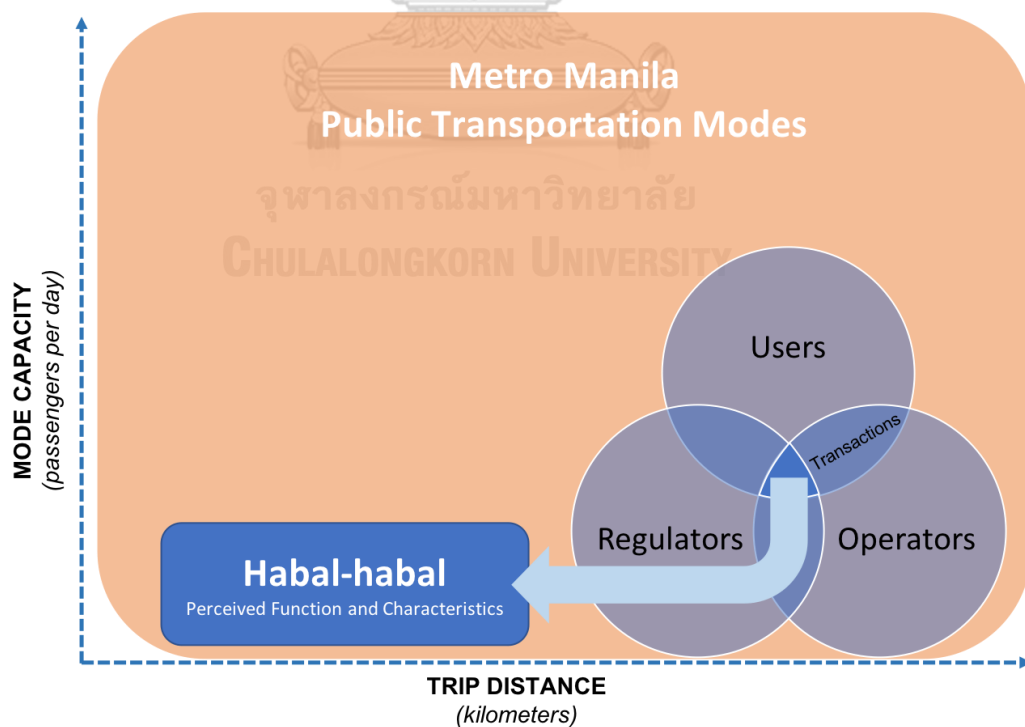 Metro Manila
Public Transportation Modes
จุฬาลงกรณ์มหาวิทยาลัย
CHULALONGKORN UNIVERSITY
MODE CAPACITY
(passengers per day)
Users
Transactions
Regulators
Operators
Habal-habal
Perceived Function and Characteristics
TRIP DISTANCE
(kilometers)